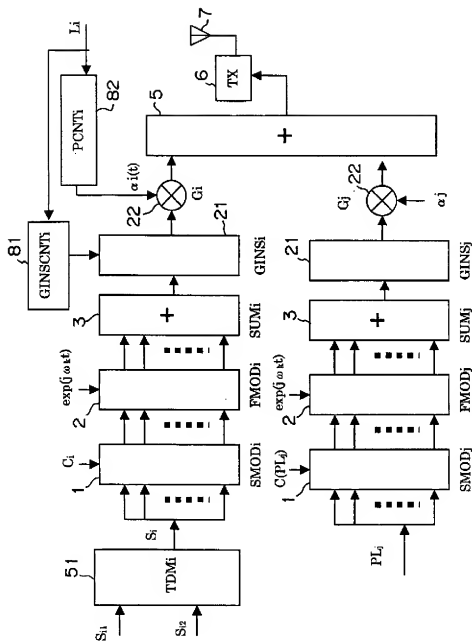 Li
81
GINSCNTi
PCNTi
82
αi(t)
7
6
TX
5
+
Si1
Si2
51
TDMi
Si
Ci
1
SMODi
exp(jωkt)
2
FMODi
3
+
SUMi
21
GINSi
22
Gi
PLj
C(PLj)
1
SMODj
exp(jωkt)
2
FMODj
3
+
SUMj
21
GINSj
Gj
22
αj